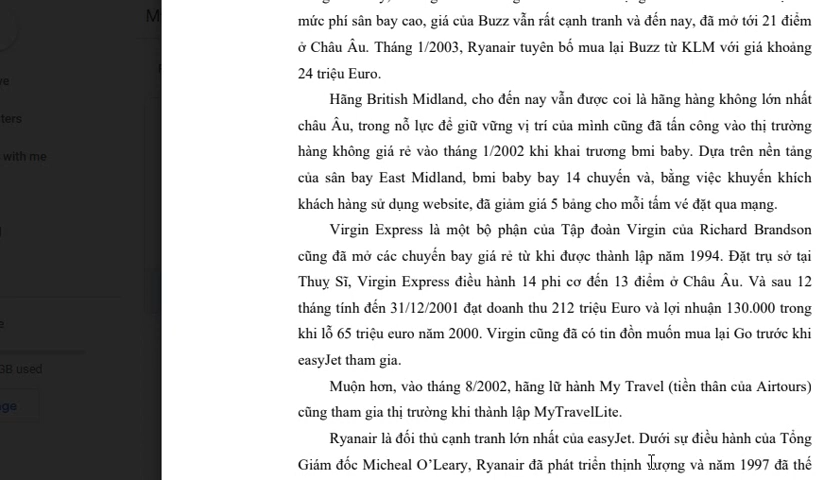 mức phí sân bay cao, giá của Buzz vẫn rất cạnh tranh và đến nay, đã mở tới 21 điểm
ở Châu Âu. Tháng 1/2003, Ryanair tuyên bố mua lại Buzz từ KLM với giá khoảng
24 triệu Euro.
Hãng British Midland, cho đến nay vẫn được coi là hãng hàng không lớn nhất
châu Âu, trong nỗ lực để giữ vững vị trí của mình cũng đã tấn công vào thị trường
hàng không giá rẻ vào tháng 1/2002 khi khai trương bmi baby. Dựa trên nền tảng
của sân bay East Midland, bmi baby bay 14 chuyến và, bằng việc khuyến khích
khách hàng sử dụng website, đã giảm giá 5 bảng cho mỗi tấm vé đặt qua mạng.
Virgin Express là một bộ phận của Tập đoàn Virgin của Richard Brandson
cũng đã mở các chuyến bay giá rẻ từ khi được thành lập năm 1994. Đặt trụ sở tại
Thuỵ Sĩ, Virgin Express điều hành 14 phi cơ đến 13 điểm ở Châu Âu. Và sau 12
tháng tính đến 31/12/2001 đạt doanh thu 212 triệu Euro và lợi nhuận 130.000 trong
khi lỗ 65 triệu euro năm 2000. Virgin cũng đã có tin đồn muốn mua lại Go trước khi
easyJet tham gia.
Muộn hơn, vào tháng 8/2002, hãng lữ hành My Travel (tiền thân của Airtours)
cũng tham gia thị trường khi thành lập MyTravelLite.
Ryanair là đối thủ cạnh tranh lớn nhất của easyJet. Dưới sự điều hành của Tổng
Giám đốc Micheal O’Leary, Ryanair đã phát triển thịnh vượng và năm 1997 đã thế
M
ters
with me
GB used